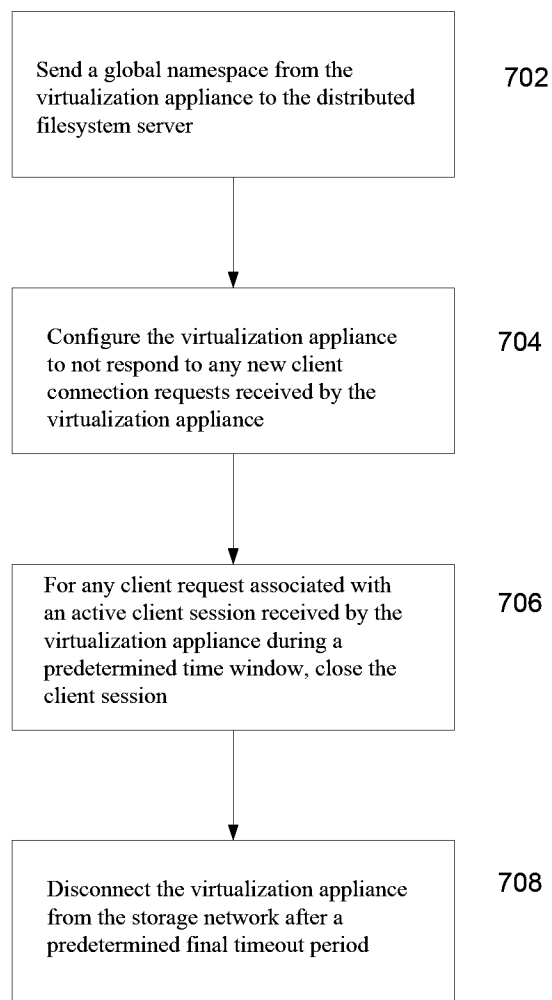 Send a global namespace from the
virtualization appliance to the distributed
filesystem server
702
Configure the virtualization appliance
to not respond to any new client
connection requests received by the
virtualization appliance
704
For any client request associated with
an active client session received by the
virtualization appliance during a
predetermined time window, close the
client session
706
Disconnect the virtualization appliance
from the storage network after a
predetermined final timeout period
708